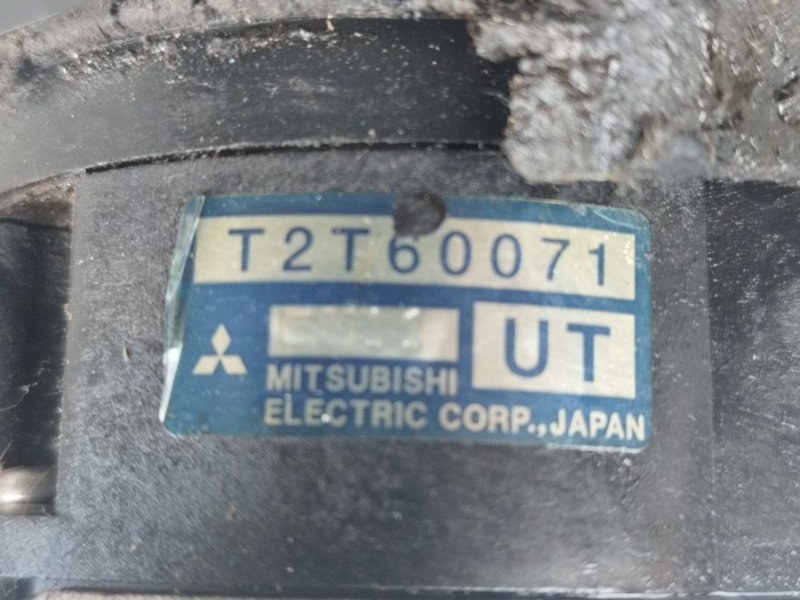 T2T60071
UT
MITSUBISHI
ELECTRIC CORP., JAPAN